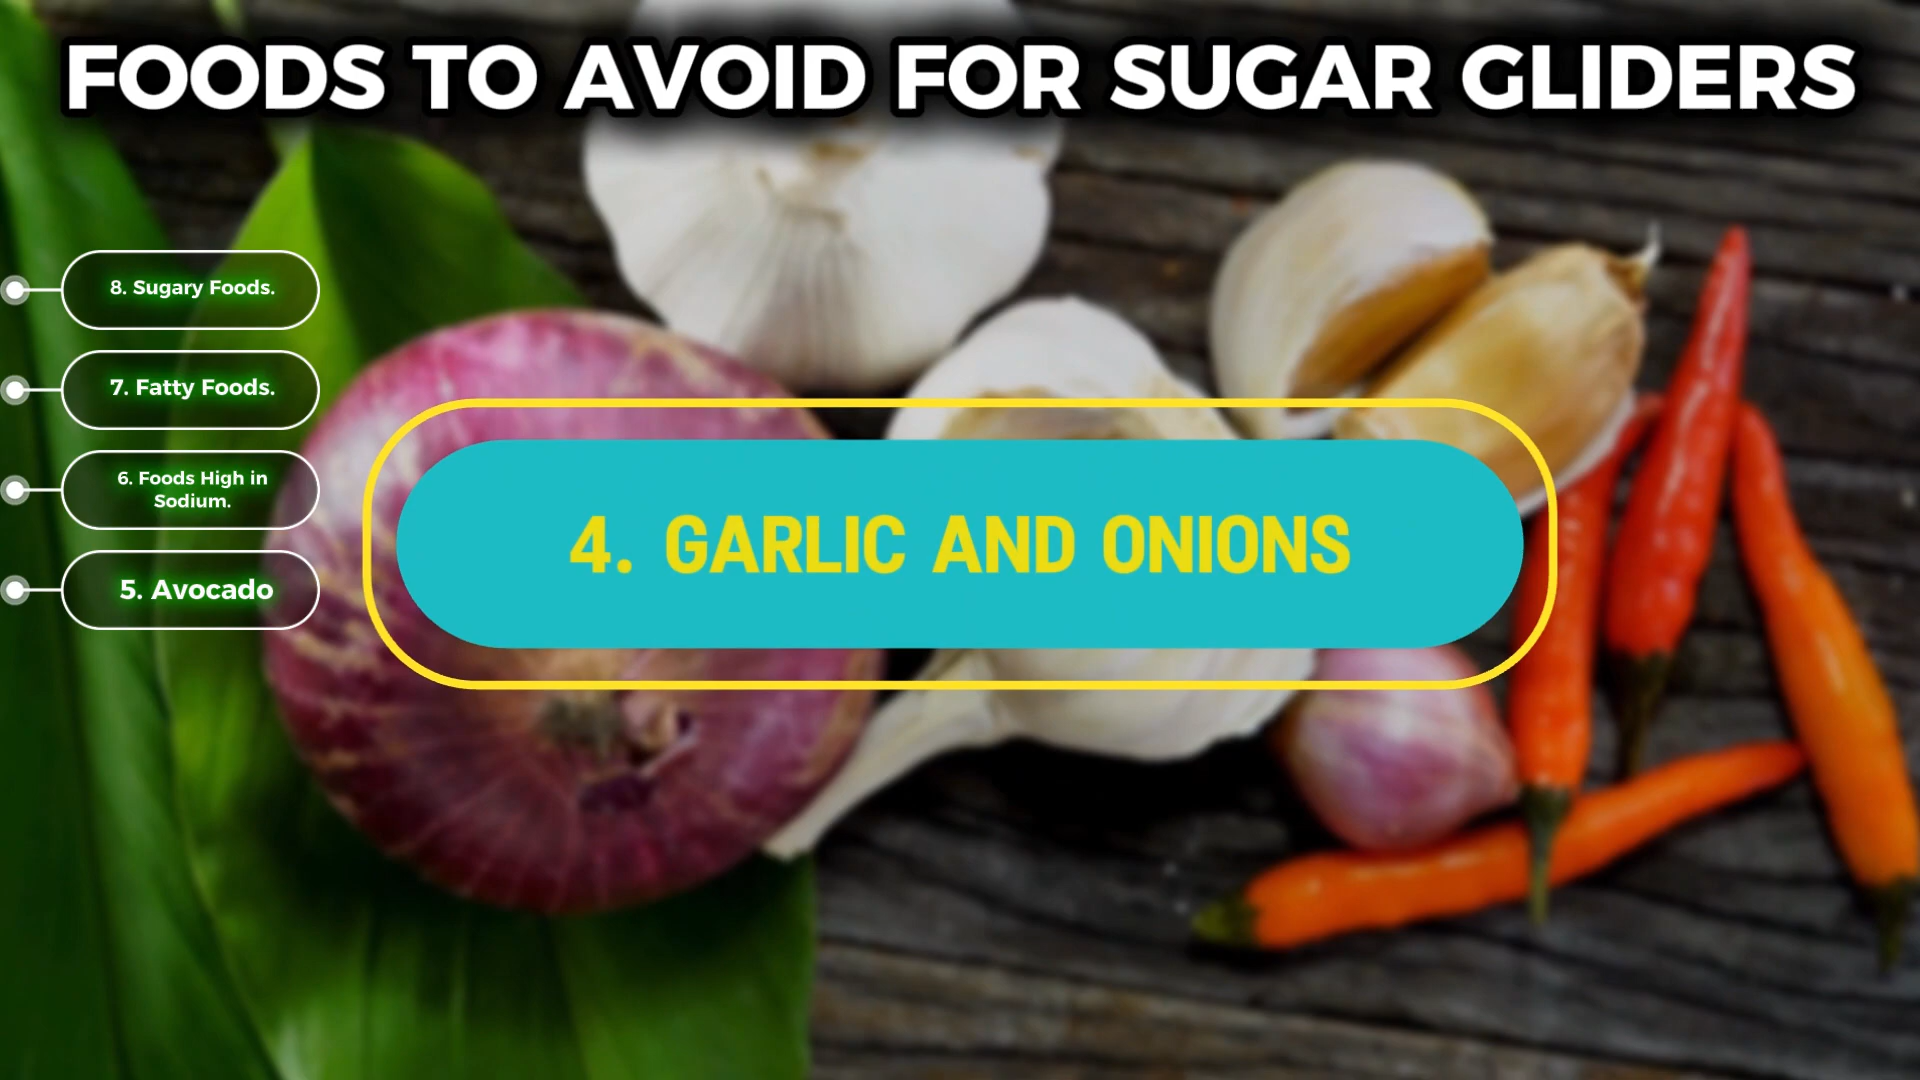 FOODS TO AVOID FOR SUGAR GLIDERS
8. Sugary Foods.
7. Fatty Foods.
6. Foods High in
Sodium.
5. Avocado
4. GARLIC AND ONIONS